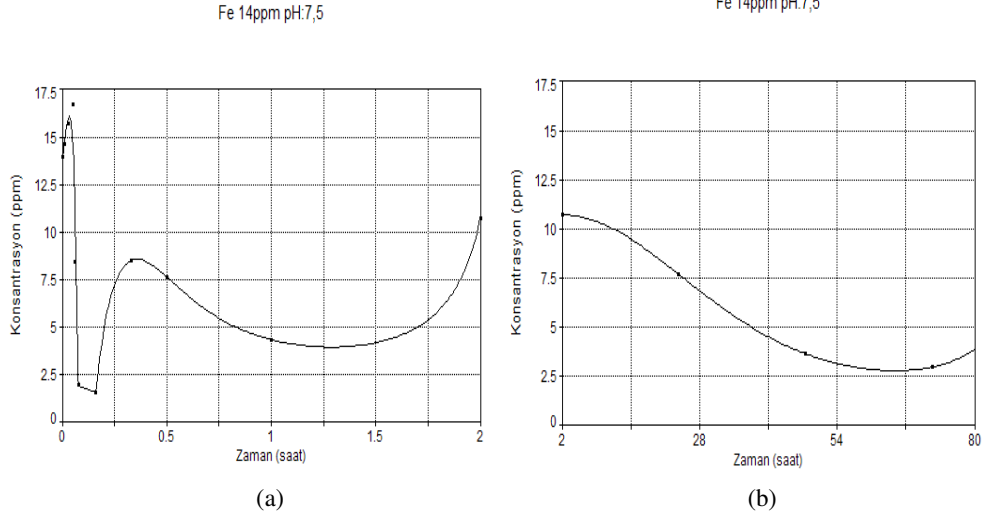 Fe 14ppm pH:7,5
17.5
15
12.5
10
7.5
5
2.5
0
Konsantrasyon (ppm)
0 0.5 1 1.5 2
Zaman (saat)
(a)
Fe 14ppm pH:7,5
17.5
15
12.5
10
7.5
5
2.5
0
Konsantrasyon (ppm)
2 28 54 80
Zaman (saat)
(b)